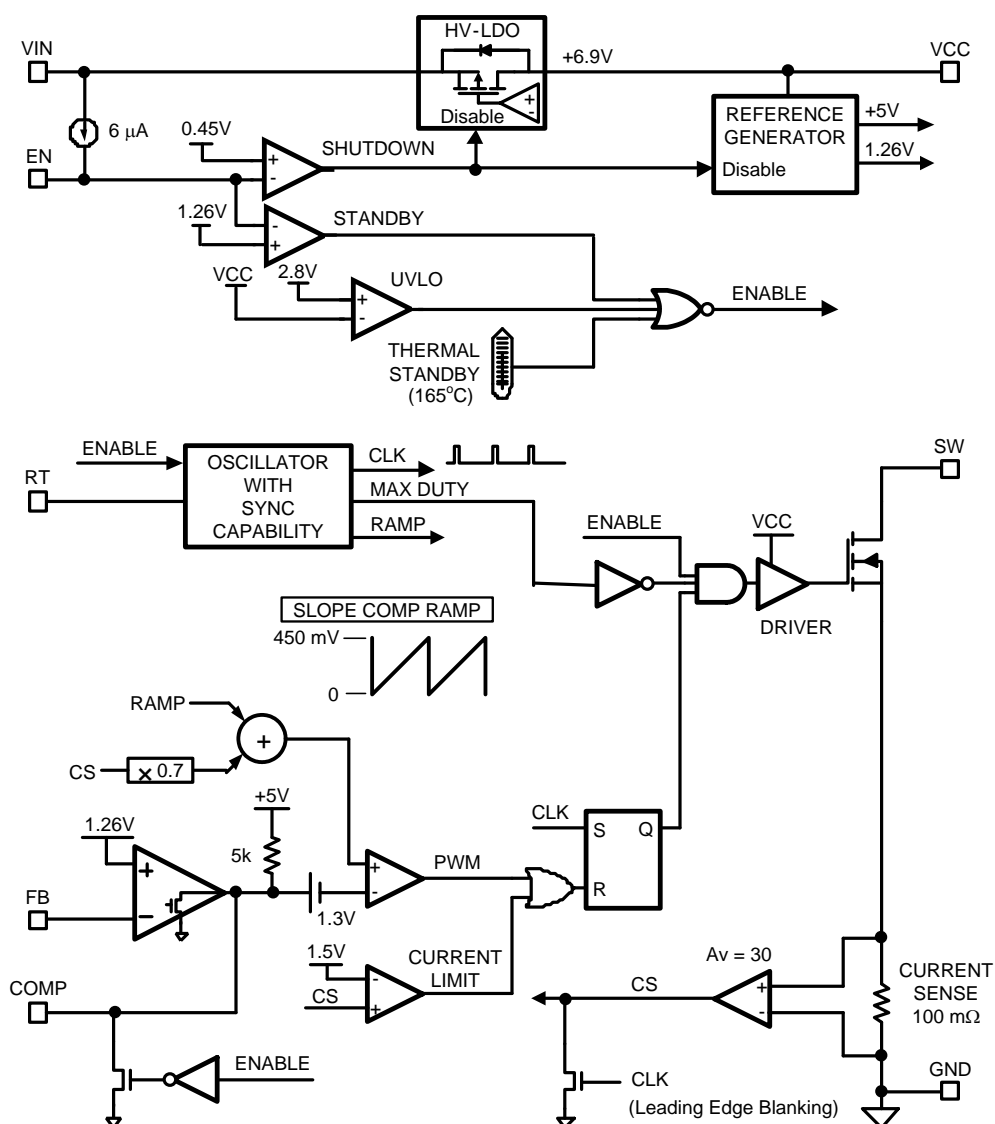 HV-LDO
VIN
+6.9V
VCC
Disable
6 μA
0.45V
SHUTDOWN
REFERENCE
GENERATOR
Disable
+5V
1.26V
EN
1.26V
STANDBY
VCC
2.8V
UVLO
ENABLE
THERMAL
STANDBY
(165°C)
ENABLE
RT
OSCILLATOR
WITH
SYNC
CAPABILITY
CLK
MAX DUTY
RAMP
SW
ENABLE
VCC
DRIVER
SLOPE COMP RAMP
450 mV
0
RAMP
CS
× 0.7
+
+5V
5k
1.26V
FB
1.3V
PWM
CLK
S
Q
R
1.5V
CS
CURRENT
LIMIT
COMP
ENABLE
CS
Av = 30
CURRENT
SENSE
100 mΩ
GND
CLK
(Leading Edge Blanking)